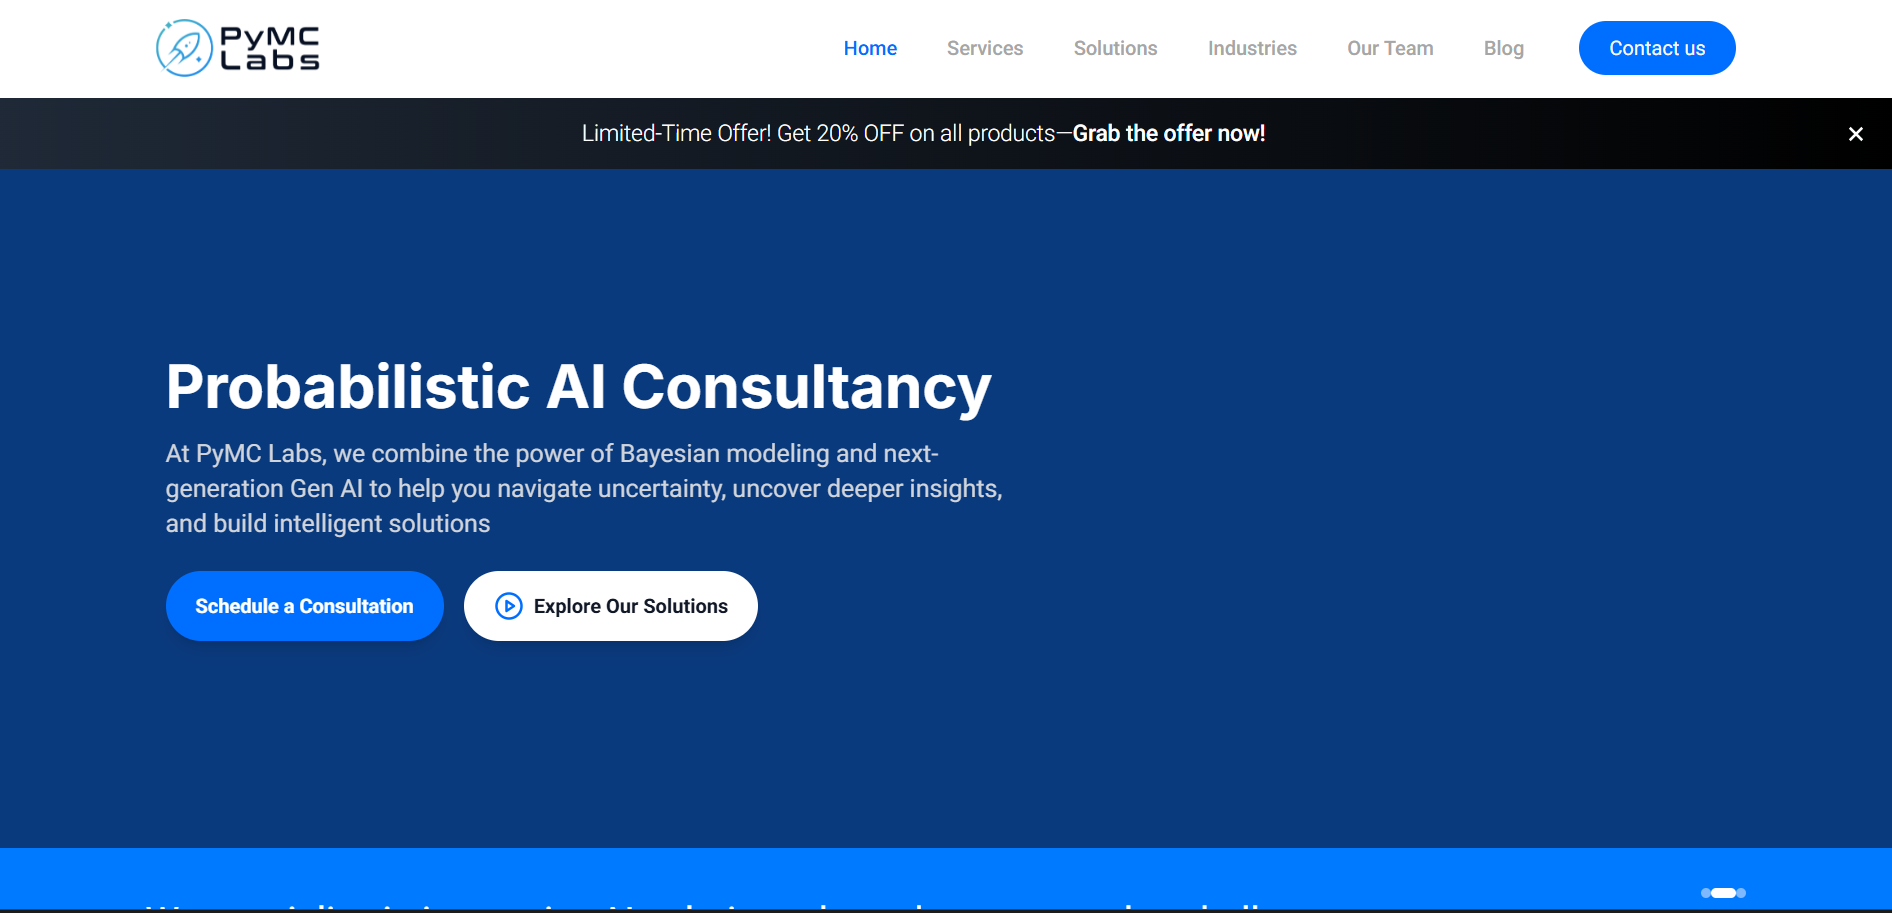 PyMC
Labs
Home
Services
Solutions
Industries
Our Team
Blog
Contact us
Limited-Time Offer! Get 20% OFF on all products—Grab the offer now!
Probabilistic AI Consultancy
At PyMC Labs, we combine the power of Bayesian modeling and next-
generation Gen AI to help you navigate uncertainty, uncover deeper insights,
and build intelligent solutions
Schedule a Consultation
Explore Our Solutions